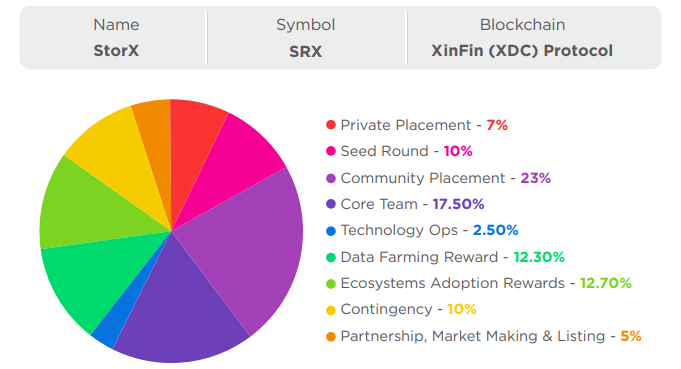 Name
StorX
Symbol
SRX
Blockchain
XinFin (XDC) Protocol
Private Placement - 7%
Seed Round - 10%
Community Placement - 23%
Core Team - 17.50%
Technology Ops - 2.50%
Data Farming Reward - 12.30%
Ecosystems Adoption Rewards - 12.70%
Contingency - 10%
Partnership, Market Making & Listing - 5%